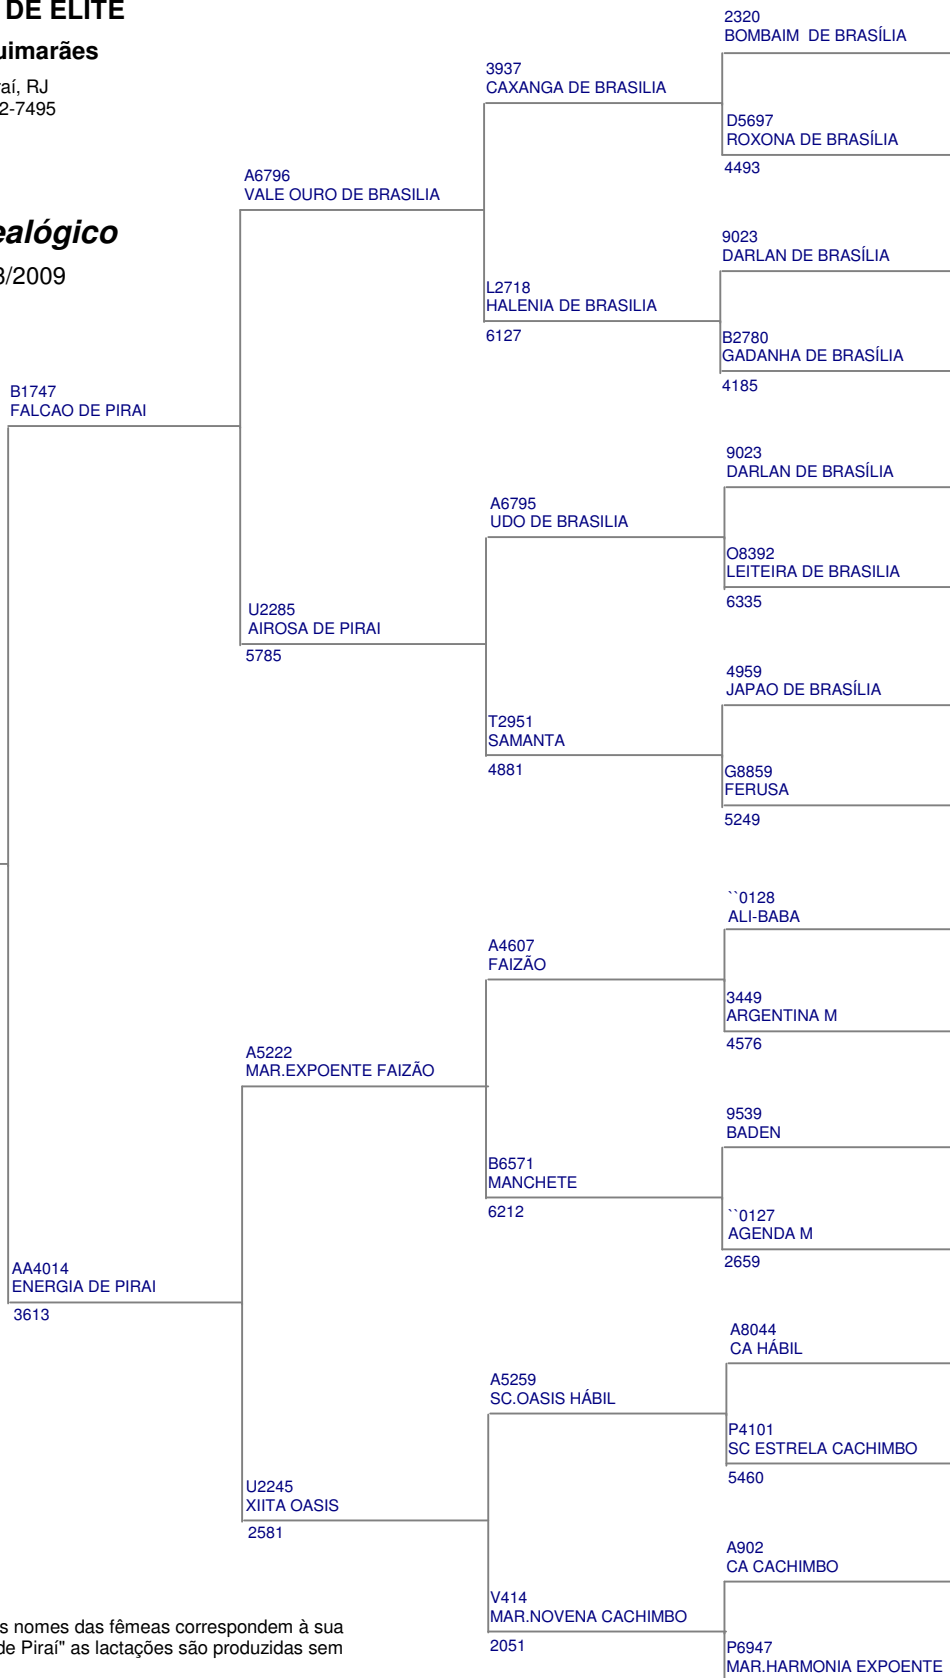 DE ELITE
uimarães
aí, RJ
2-7495
ealógico
3/2009
2320
BOMBAIM DE BRASÍLIA
3937
CAXANGA DE BRASILIA
D5697
ROXONA DE BRASÍLIA
4493
A6796
VALE OURO DE BRASILIA
9023
DARLAN DE BRASÍLIA
L2718
HALENIA DE BRASILIA
6127
B2780
GADANHA DE BRASÍLIA
4185
B1747
FALCAO DE PIRAI
9023
DARLAN DE BRASÍLIA
A6795
UDO DE BRASILIA
O8392
LEITEIRA DE BRASILIA
6335
U2285
AIROSA DE PIRAI
5785
4959
JAPAO DE BRASÍLIA
T2951
SAMANTA
4881
G8859
FERUSA
5249
``0128
ALI-BABA
A4607
FAIZÃO
3449
ARGENTINA M
4576
A5222
MAR.EXPOENTE FAIZÃO
9539
BADEN
B6571
MANCHETE
6212
``0127
AGENDA M
2659
AA4014
ENERGIA DE PIRAI
3613
A8044
CA HÁBIL
A5259
SC.OASIS HÁBIL
P4101
SC ESTRELA CACHIMBO
5460
U2245
XIITA OASIS
2581
A902
CA CACHIMBO
V414
MAR.NOVENA CACHIMBO
2051
P6947
MAR.HARMONIA EXPOENTE
s nomes das fêmeas correspondem à sua
de Piraí" as lactações são produzidas sem